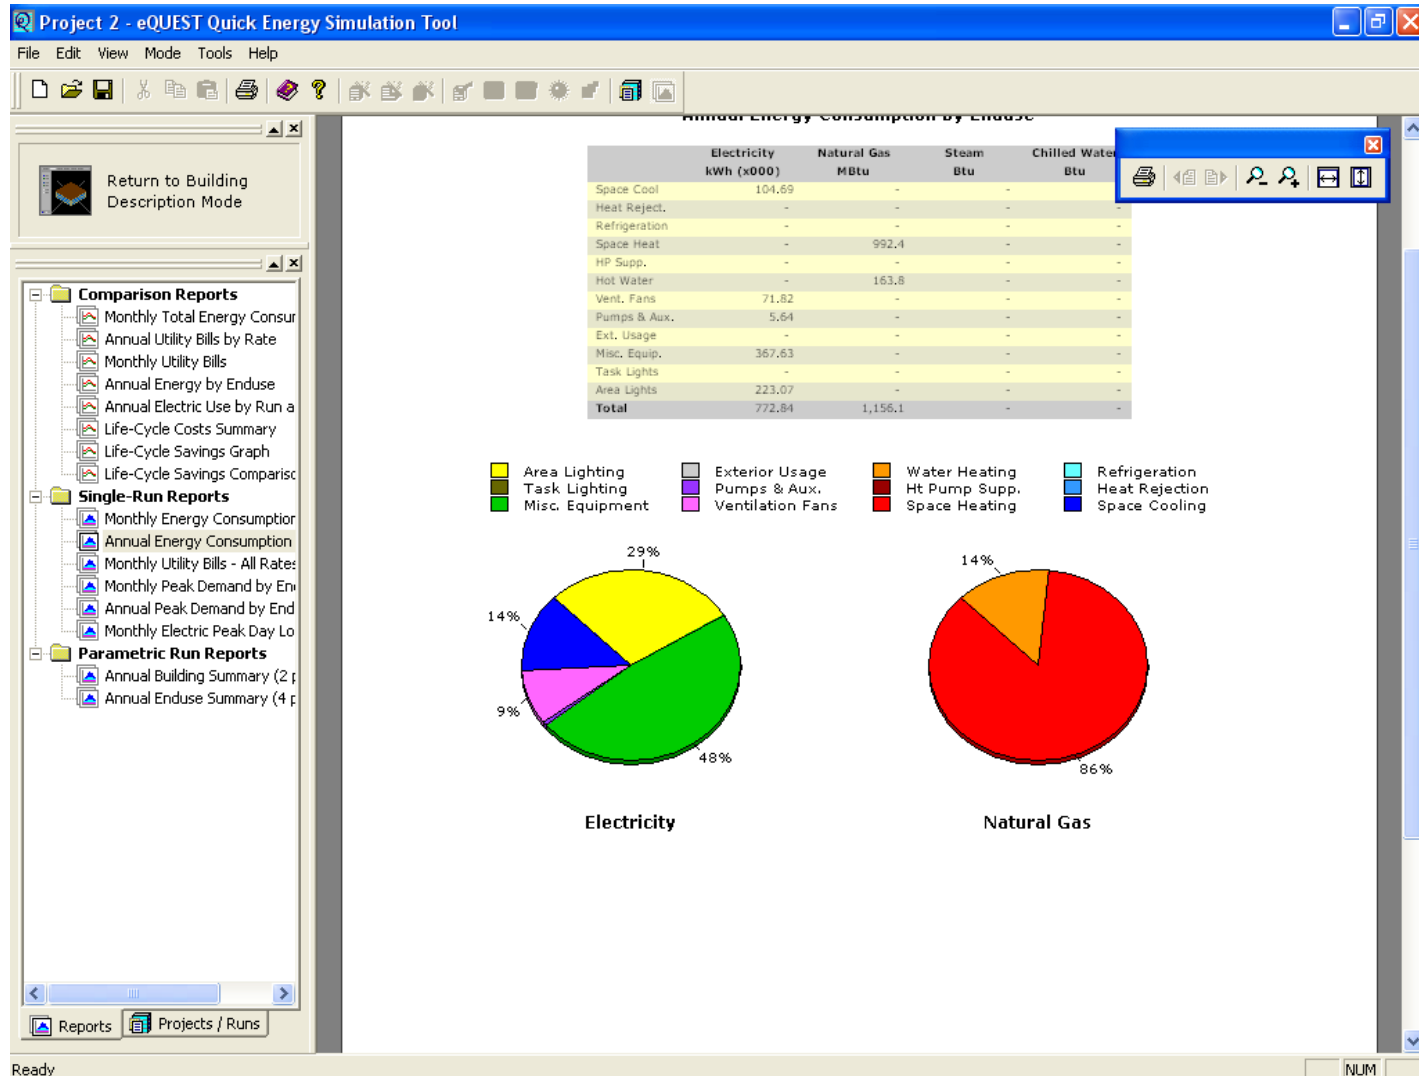 Project 2 - eQUEST Quick Energy Simulation Tool
File Edit View Mode Tools Help
Return to Building
Description Mode
Comparison Reports
Monthly Total Energy Consur
Annual Utility Bills by Rate
Monthly Utility Bills
Annual Energy by Enduse
Annual Electric Use by Run a
Life-Cycle Costs Summary
Life-Cycle Savings Graph
Life-Cycle Savings Comparisc
Single-Run Reports
Monthly Energy Consumption
Annual Energy Consumption
Monthly Utility Bills - All Rates
Monthly Peak Demand by En
Annual Peak Demand by End
Monthly Electric Peak Day Lo
Parametric Run Reports
Annual Building Summary (2 p
Annual Enduse Summary (4 p
Reports Projects / Runs
Annual Energy Consumption by Enduse
Electricity Natural Gas Steam Chilled Water
kWh (x000) MBtu Btu Btu
Space Cool 104.69 - - -
Heat Reject. - - - -
Refrigeration - - - -
Space Heat - 992.4 - -
HP Supp. - - - -
Hot Water - 163.8 - -
Vent. Fans 71.82 - - -
Pumps & Aux. 5.64 - - -
Ext. Usage - - - -
Misc. Equip. 367.63 - - -
Task Lights - - - -
Area Lights 223.07 - - -
Total 772.84 1,156.1 - -
Area Lighting Exterior Usage Water Heating Refrigeration
Task Lighting Pumps & Aux. Ht Pump Supp. Heat Rejection
Misc. Equipment Ventilation Fans Space Heating Space Cooling
29%
14%
9%
48%
Electricity
14%
86%
Natural Gas
Ready NUM